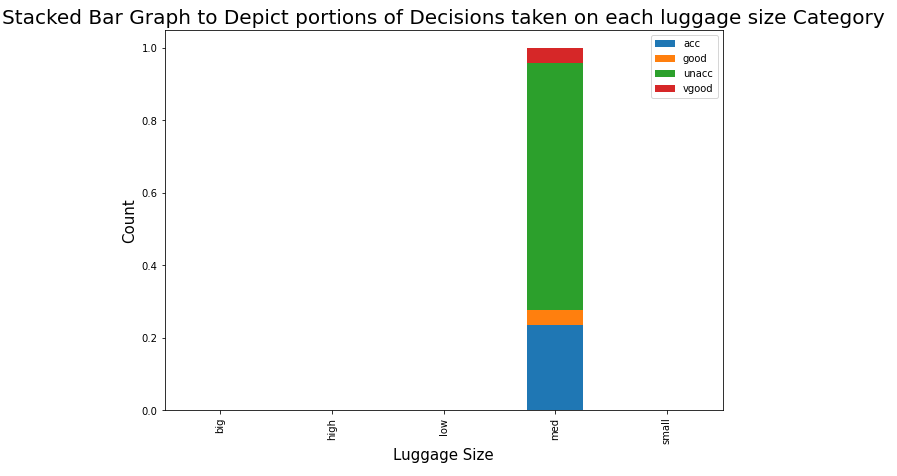 Stacked Bar Graph to Depict portions of Decisions taken on each luggage size Category
acc
good
unacc
vgood
1.0
0.8
0.6
0.4
0.2
0.0
Count
big
high
low
med
small
Luggage Size